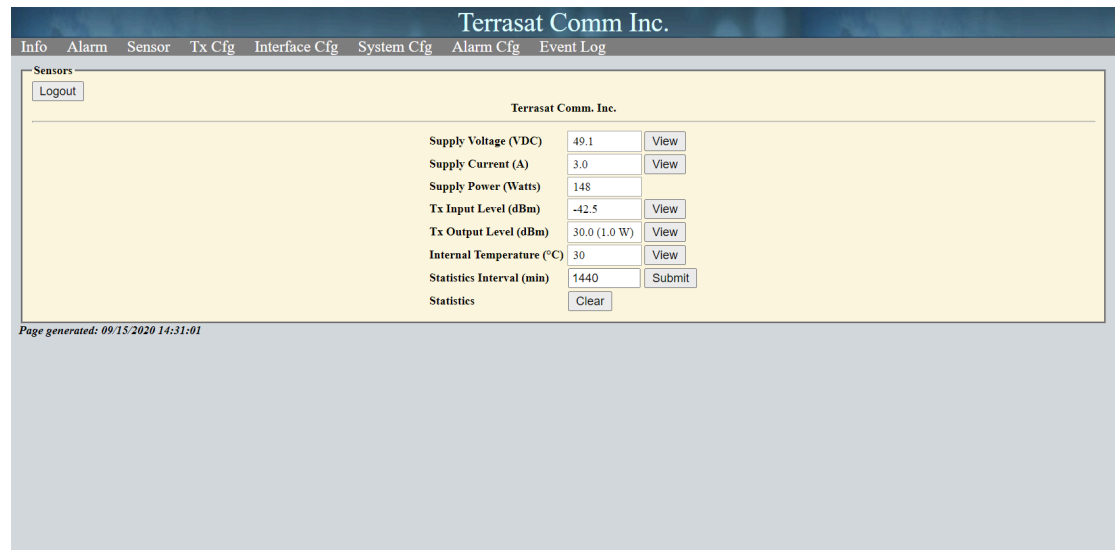 Terrasat Comm Inc.
Info Alarm Sensor Tx Cfg Interface Cfg System Cfg Alarm Cfg Event Log
Sensors
Logout
Terrasat Comm. Inc.
Supply Voltage (VDC) 49.1 View
Supply Current (A) 3.0 View
Supply Power (Watts) 148
Tx Input Level (dBm) -42.5 View
Tx Output Level (dBm) 30.0 (1.0 W) View
Internal Temperature (°C) 30 View
Statistics Interval (min) 1440 Submit
Statistics Clear
Page generated: 09/15/2020 14:31:01